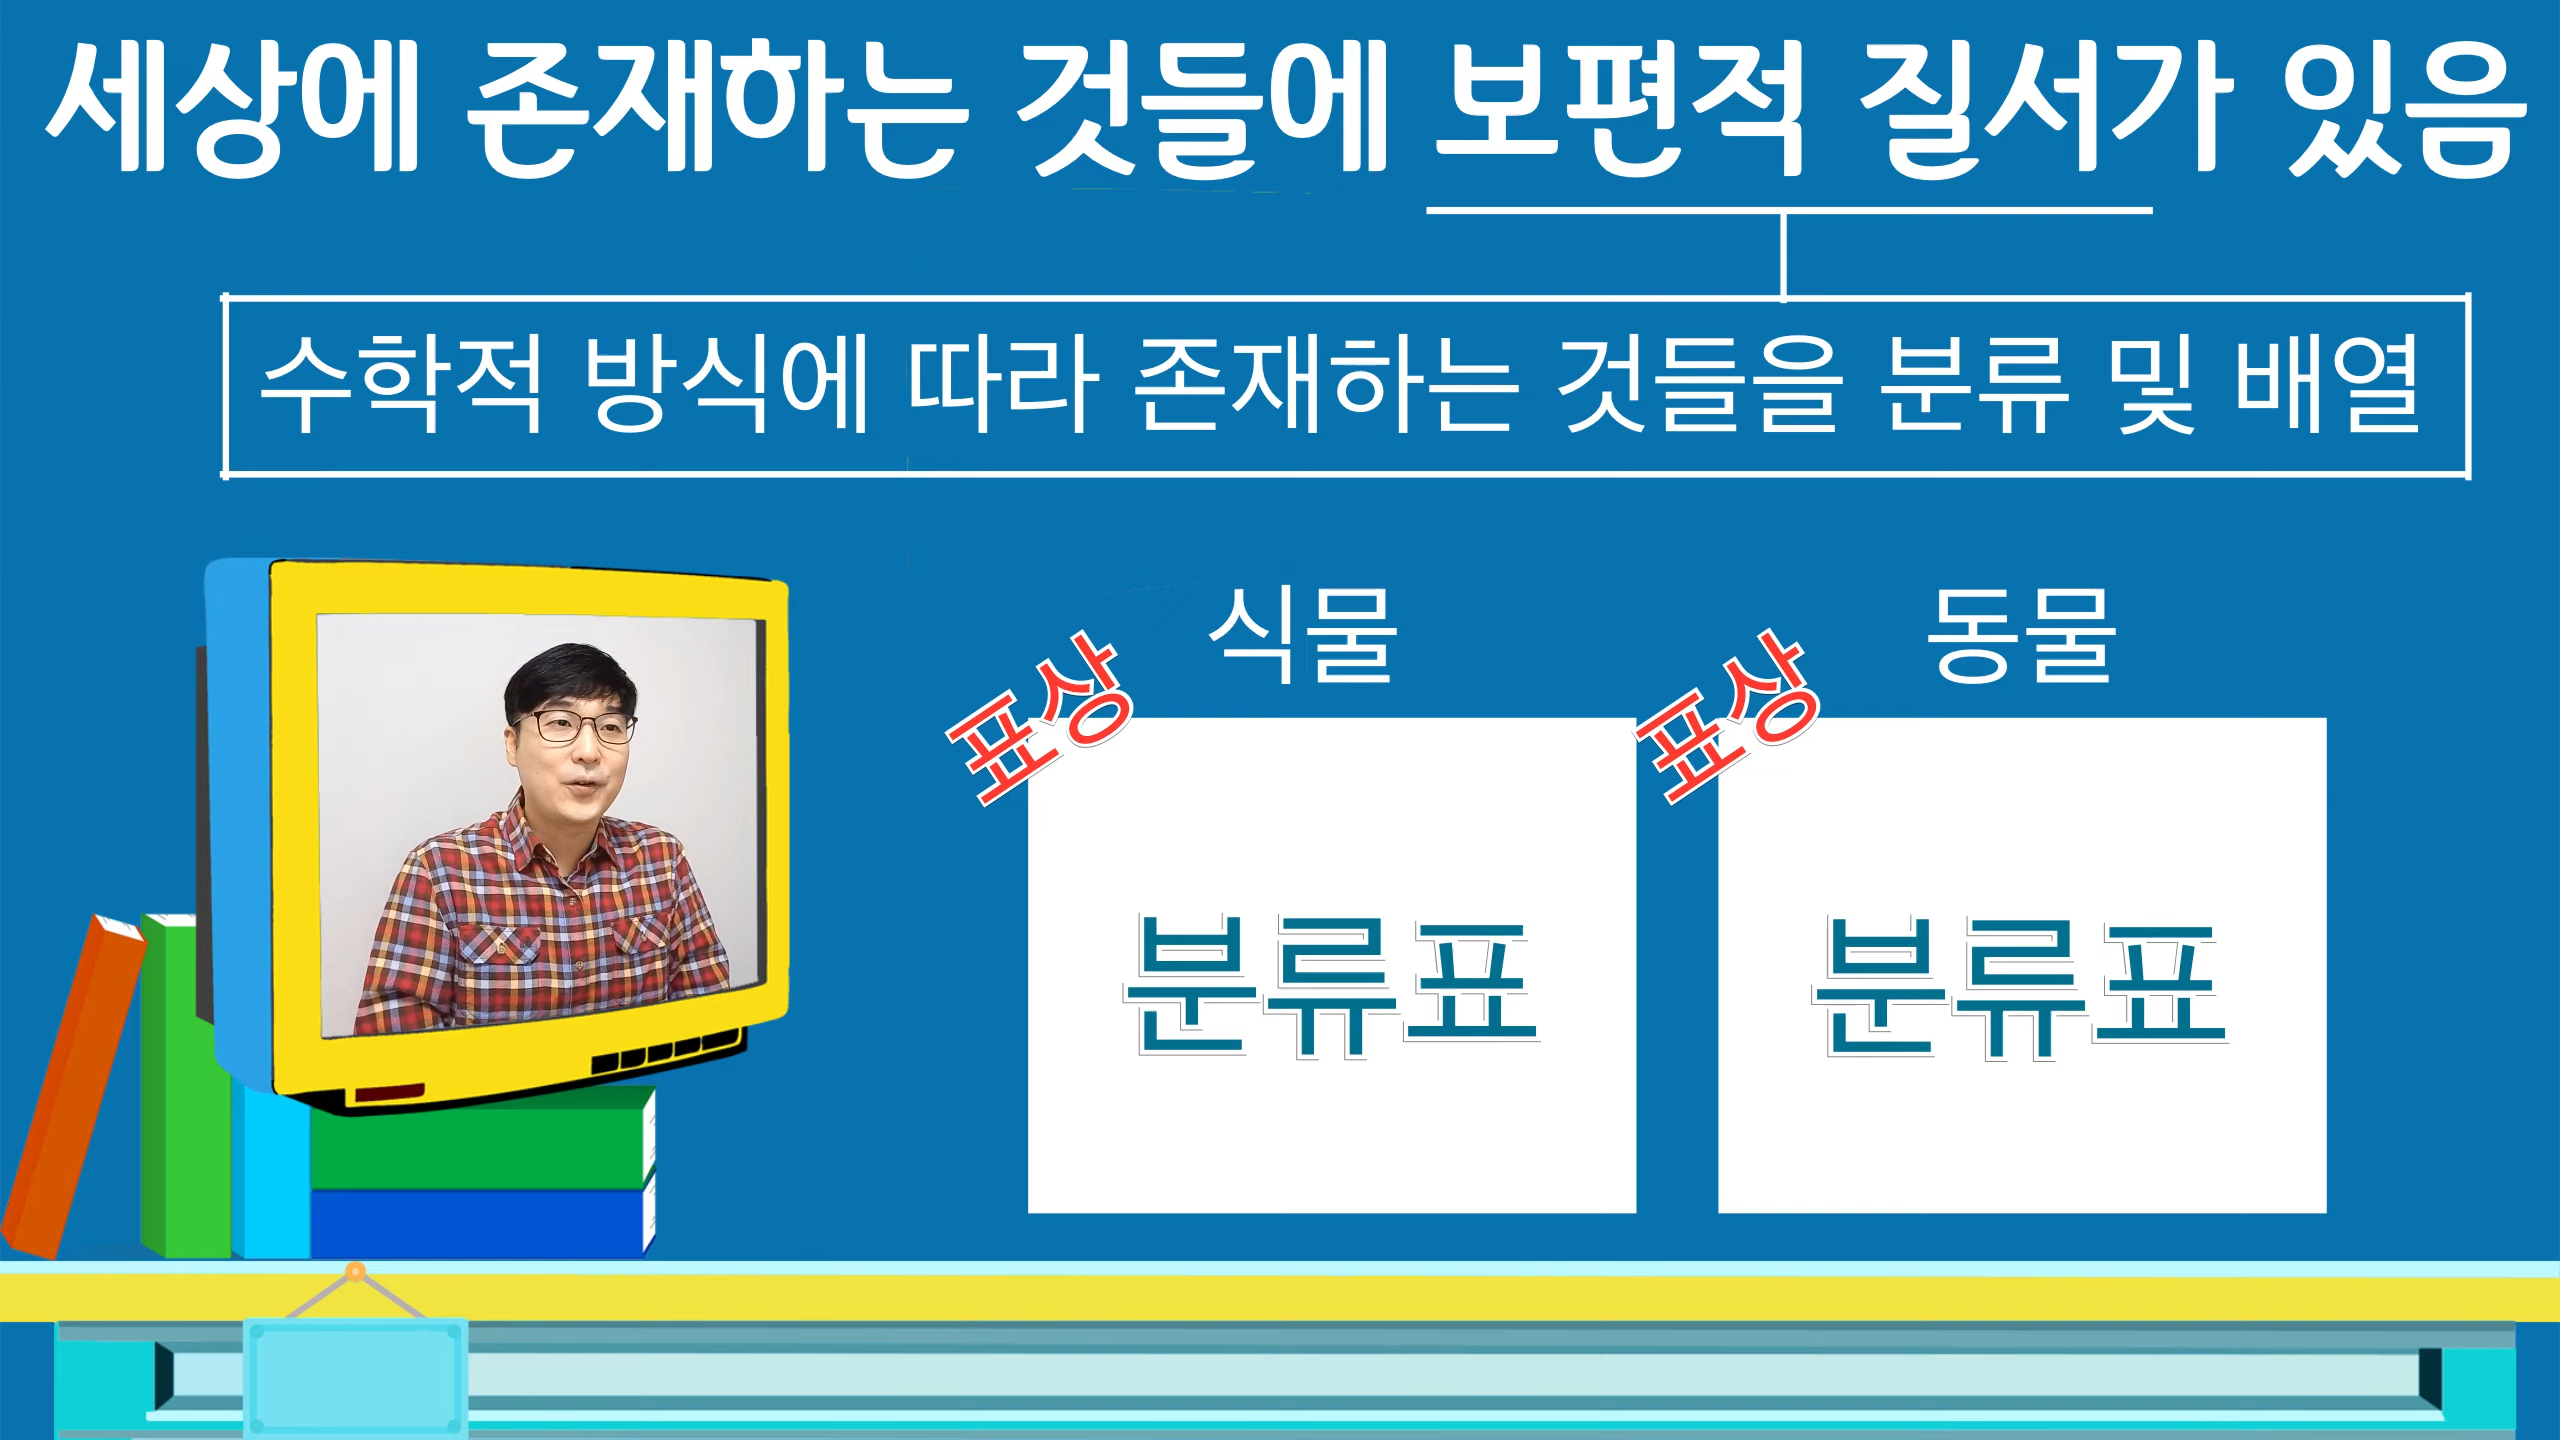 세상에 존재하는 것들에 보편적 질서가 있음
수학적 방식에 따라 존재하는 것들을 분류 및 배열
식물
동물
표상
표상
분류표
분류표